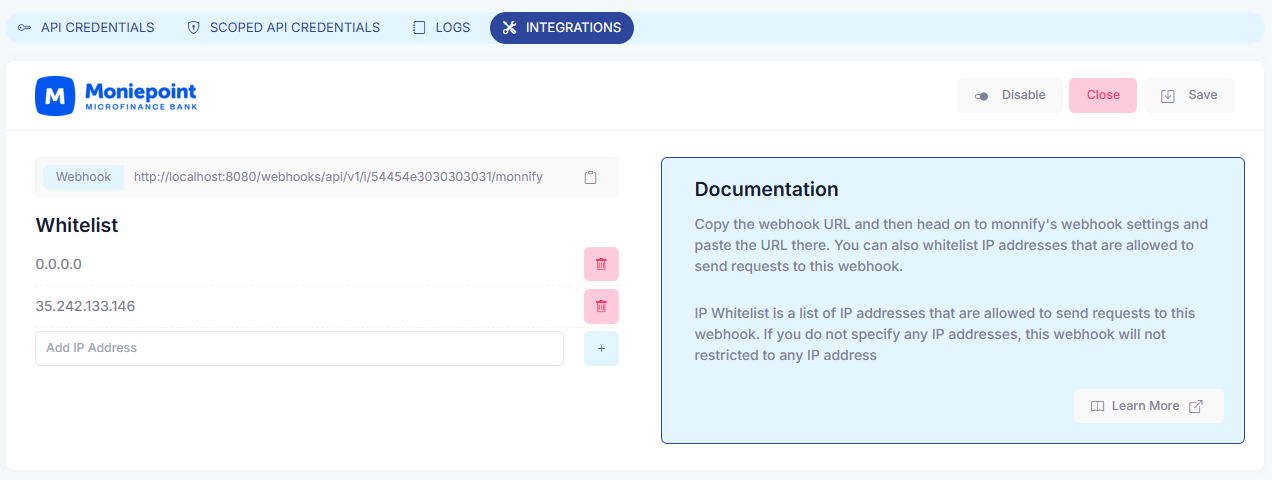 API CREDENTIALS
SCOPED API CREDENTIALS
LOGS
INTEGRATIONS
M
Moniepoint
MICROFINANCE BANK
Disable
Close
Save
Webhook
http://localhost:8080/webhooks/api/v1/i/54454e3030303031/monnify
Whitelist
0.0.0.0
35.242.133.146
Add IP Address
+
Documentation
Copy the webhook URL and then head on to monnify's webhook settings and
paste the URL there. You can also whitelist IP addresses that are allowed to
send requests to this webhook.
IP Whitelist is a list of IP addresses that are allowed to send requests to this
webhook. If you do not specify any IP addresses, this webhook will not
restricted to any IP address
Learn More